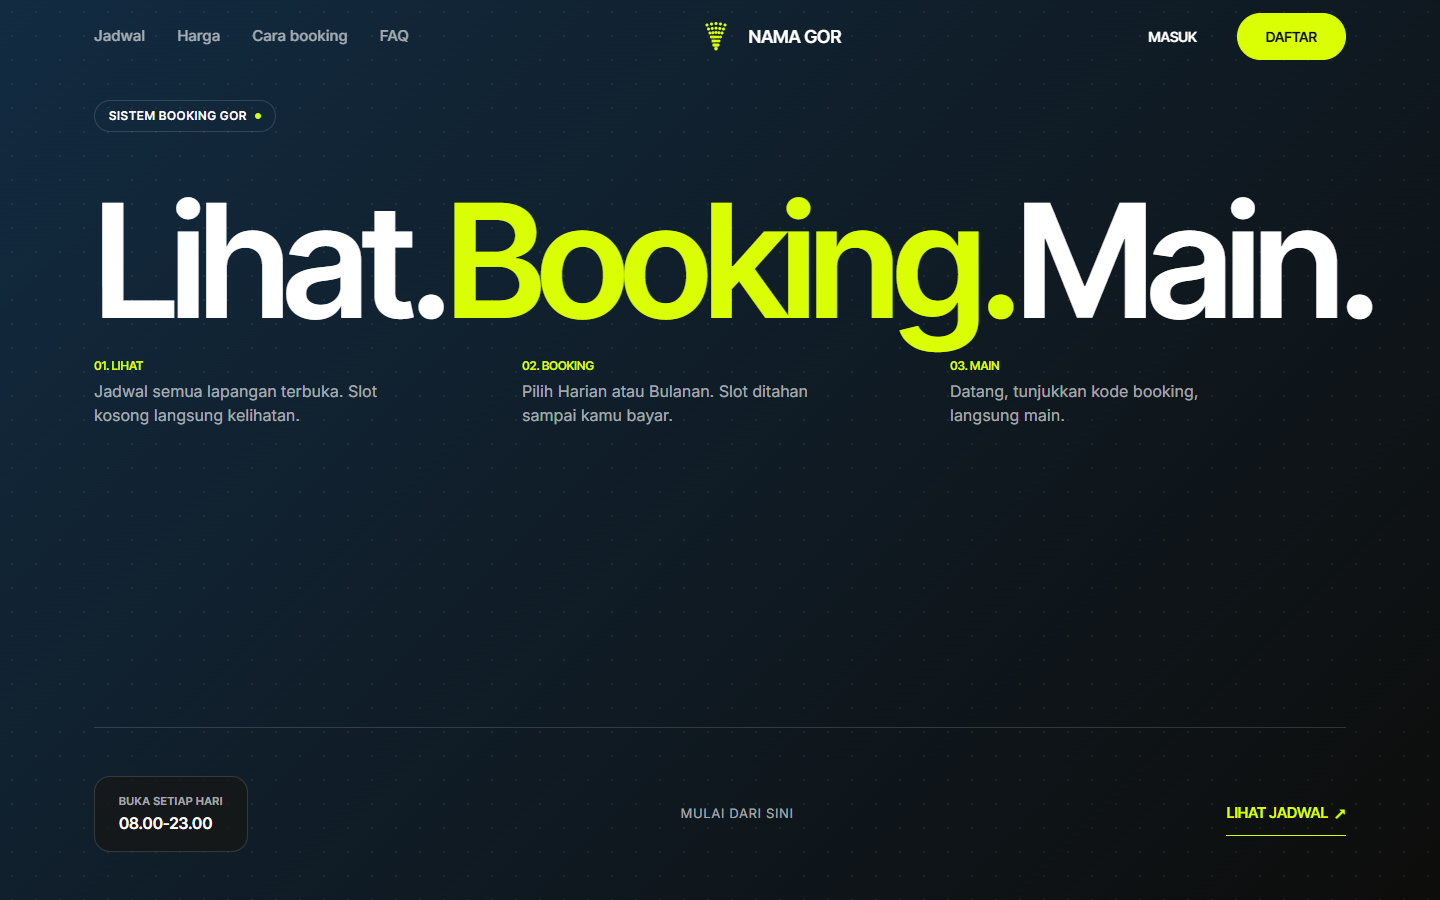 Jadwal Harga Cara booking FAQ NAMA GOR MASUK DAFTAR
SISTEM BOOKING GOR
Lihat.Booking.Main.
01. LIHAT
Jadwal semua lapangan terbuka. Slot
kosong langsung kelihatan.
02. BOOKING
Pilih Harian atau Bulanan. Slot ditahan
sampai kamu bayar.
03. MAIN
Datang, tunjukkan kode booking,
langsung main.
BUKA SETIAP HARI
08.00-23.00
MULAI DARI SINI
LIHAT JADWAL ↗